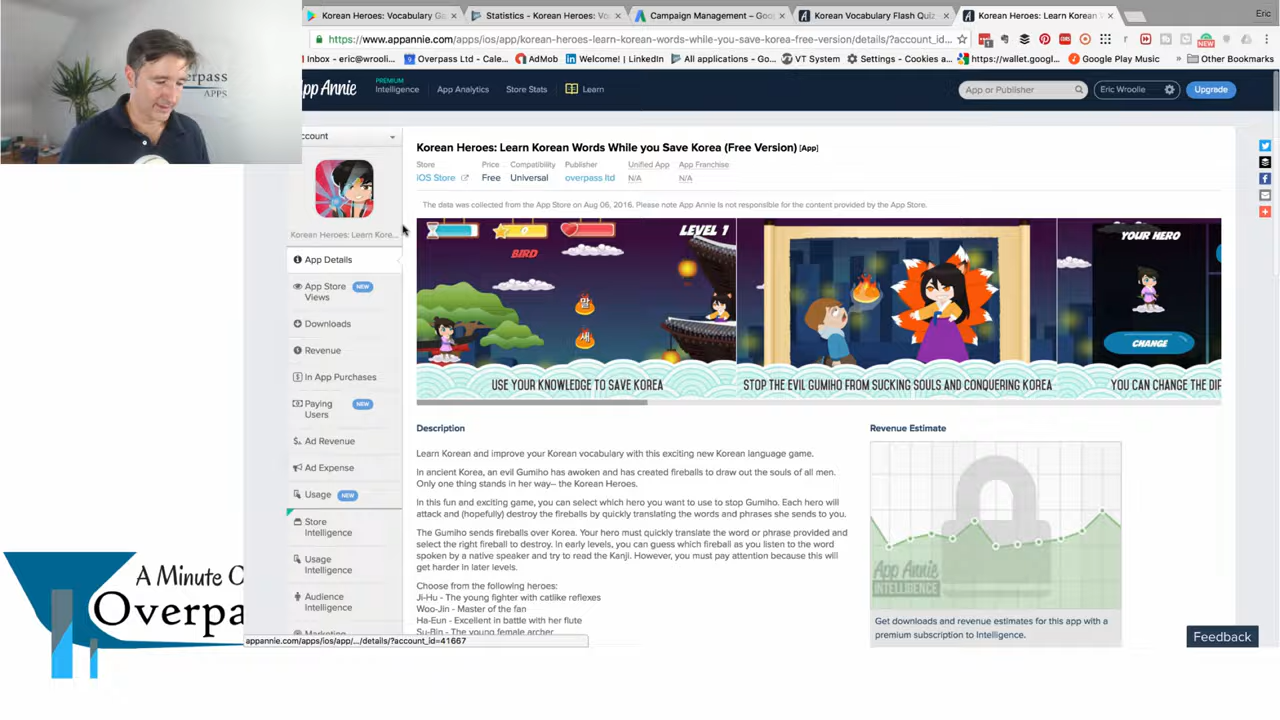 Korean Heroes: Vocabulary Ga
Statistics - Korean Heroes: Vo
Campaign Management – Goo
Korean Vocabulary Flash Quiz
Korean Heroes: Learn Korean
Eric
https://www.appannie.com/apps/ios/app/korean-heroes-learn-korean-words-while-you-save-korea-free-version/details/?account_id...
Inbox - eric@wrooli...
Overpass Ltd - Cale...
AdMob
Welcome! | LinkedIn
All applications - G...
VT System
Settings - Cookies a...
https://wallet.googl...
Google Play Music
»
Other Bookmarks
verpass
APPS
App Annie
PREMIUM
Intelligence
App Analytics
Store Stats
Learn
App or Publisher
Eric Wroolie
Upgrade
ccount
Korean Heroes: Learn Kore...
App Details
App Store
Views
NEW
Downloads
Revenue
In App Purchases
Paying
Users
NEW
Ad Revenue
Ad Expense
Usage
NEW
Store
Intelligence
Usage
Intelligence
Audience
Intelligence
Korean Heroes: Learn Korean Words While you Save Korea (Free Version) [App]
Store
Price
Compatibility
Publisher
Unified App
App Franchise
iOS Store
Free
Universal
overpass ltd
N/A
N/A
The data was collected from the App Store on Aug 06, 2016. Please note App Annie is not responsible for the content provided by the App Store.
0
LEVEL 1
BIRD
말
새
USE YOUR KNOWLEDGE TO SAVE KOREA
STOP THE EVIL GUMIHO FROM SUCKING SOULS AND CONQUERING KOREA
YOUR HERO
CHANGE
YOU CAN CHANGE THE DIF
Description
Learn Korean and improve your Korean vocabulary with this exciting new Korean language game.
In ancient Korea, an evil Gumiho has awoken and has created fireballs to draw out the souls of all men.
Only one thing stands in her way-- the Korean Heroes.
In this fun and exciting game, you can select which hero you want to use to stop Gumiho. Each hero will
attack and (hopefully) destroy the fireballs by quickly translating the words and phrases she sends to you.
The Gumiho sends fireballs over Korea. Your hero must quickly translate the word or phrase provided and
select the right fireball to destroy. In early levels, you can guess which fireball as you listen to the word
spoken by a native speaker and try to read the Kanji. However, you must pay attention because this will
get harder in later levels.
Choose from the following heroes:
Ji-Hu - The young fighter with catlike reflexes
Woo-Jin - Master of the fan
Ha-Eun - Excellent in battle with her flute
Su-Bin - The young female archer
Revenue Estimate
App Annie
INTELLIGENCE
Get downloads and revenue estimates for this app with a
premium subscription to Intelligence.
Feedback
appannie.com/apps/ios/app/.../details/?account_id=41667
A Minute O
Overpa